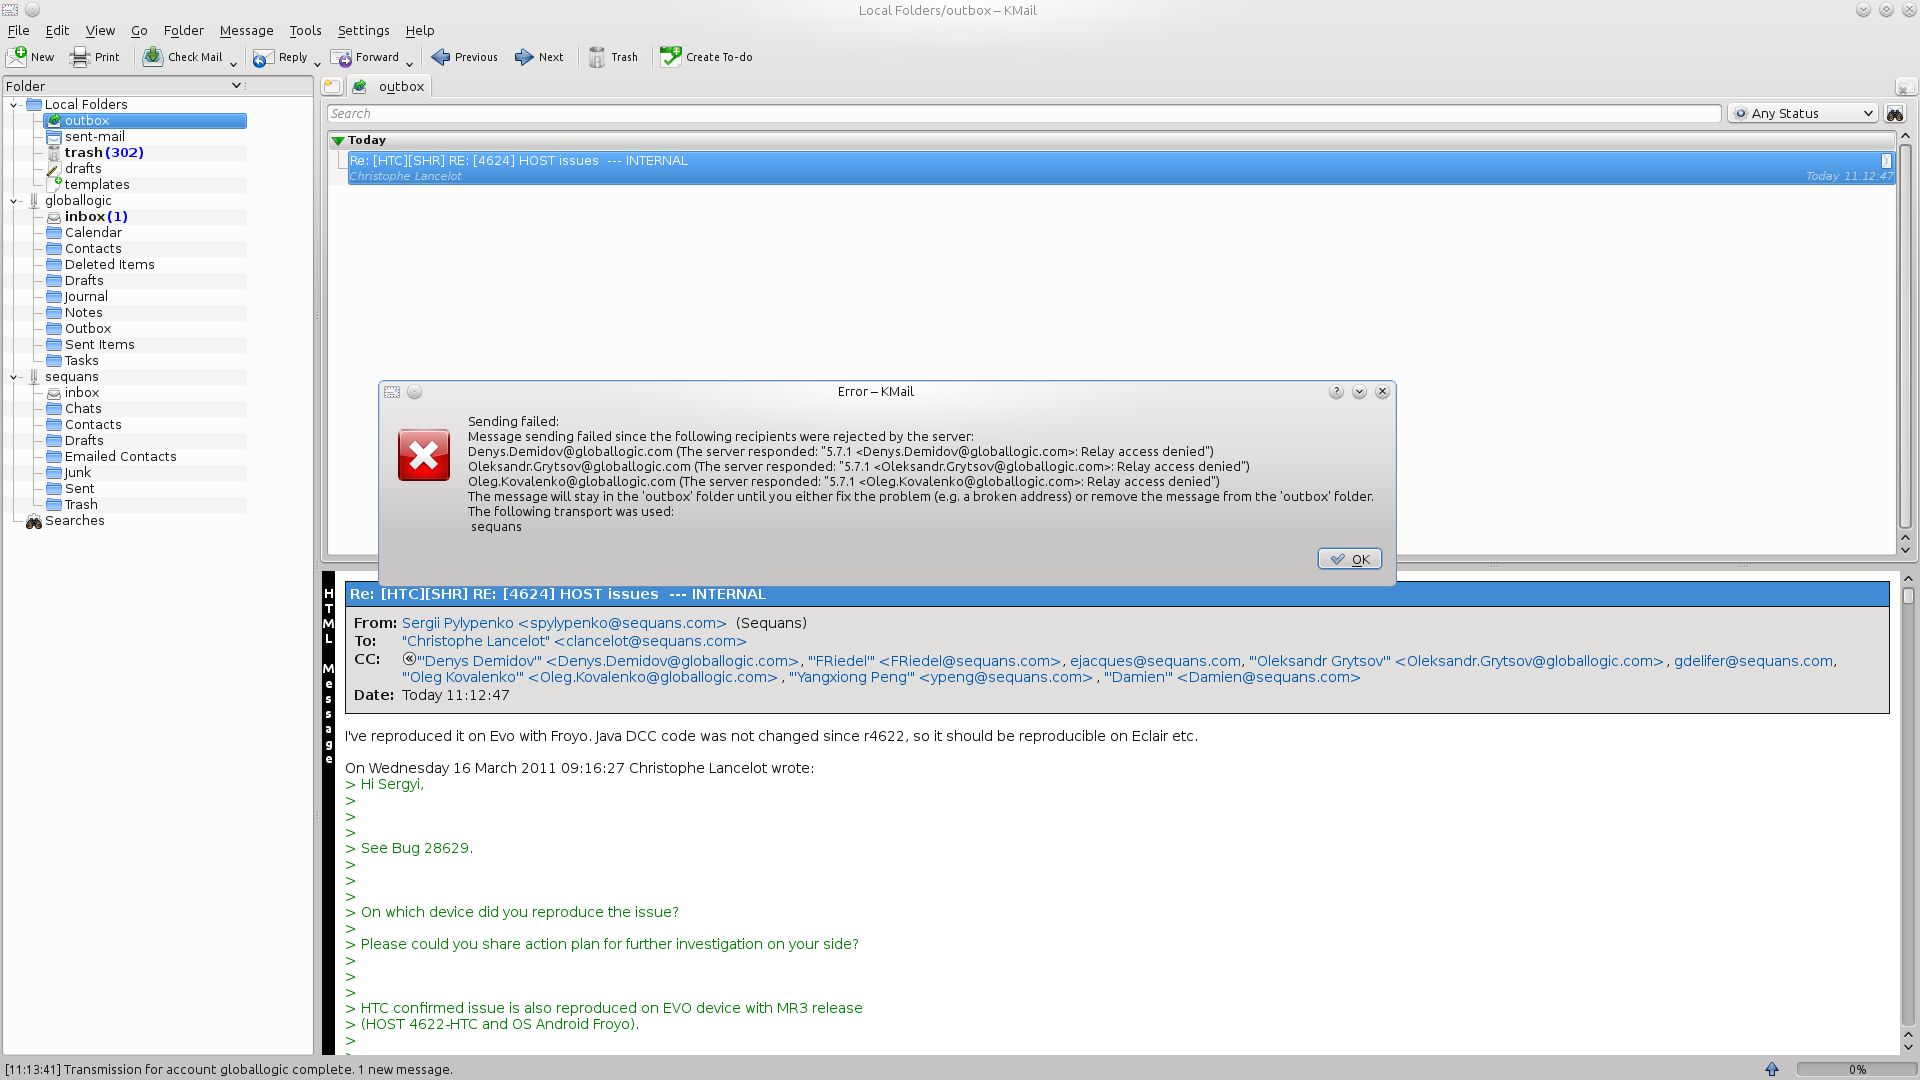 Local Folders/outbox – KMail
File Edit View Go Folder Message Tools Settings Help
New Print Check Mail Reply Forward Previous Next Trash Create To-do
Folder
Local Folders
outbox
sent-mail
trash (302)
drafts
templates
globallogic
inbox (1)
Calendar
Contacts
Deleted Items
Drafts
Journal
Notes
Outbox
Sent Items
Tasks
sequans
inbox
Chats
Contacts
Drafts
Emailed Contacts
Junk
Sent
Trash
Searches
outbox
Search
Any Status
Today
Re: [HTC][SHR] RE: [4624] HOST issues --- INTERNAL
Christophe Lancelot Today 11:12:47
Error – KMail
Sending failed:
Message sending failed since the following recipients were rejected by the server:
Denys.Demidov@globallogic.com (The server responded: "5.7.1 <Denys.Demidov@globallogic.com>: Relay access denied")
Oleksandr.Grytsov@globallogic.com (The server responded: "5.7.1 <Oleksandr.Grytsov@globallogic.com>: Relay access denied")
Oleg.Kovalenko@globallogic.com (The server responded: "5.7.1 <Oleg.Kovalenko@globallogic.com>: Relay access denied")
The message will stay in the 'outbox' folder until you either fix the problem (e.g. a broken address) or remove the message from the 'outbox' folder.
The following transport was used:
sequans
OK
HTML Message
Re: [HTC][SHR] RE: [4624] HOST issues --- INTERNAL
From: Sergii Pylypenko <spylypenko@sequans.com> (Sequans)
To: "Christophe Lancelot" <clancelot@sequans.com>
CC: "'Denys Demidov'" <Denys.Demidov@globallogic.com>, "'FRiedel'" <FRiedel@sequans.com>, ejacques@sequans.com, "'Oleksandr Grytsov'" <Oleksandr.Grytsov@globallogic.com>, gdelifer@sequans.com,
"'Oleg Kovalenko'" <Oleg.Kovalenko@globallogic.com>, "'Yangxiong Peng'" <ypeng@sequans.com>, "'Damien'" <Damien@sequans.com>
Date: Today 11:12:47
I've reproduced it on Evo with Froyo. Java DCC code was not changed since r4622, so it should be reproducible on Eclair etc.
On Wednesday 16 March 2011 09:16:27 Christophe Lancelot wrote:
> Hi Sergyi,
>
>
>
> See Bug 28629.
>
>
>
> On which device did you reproduce the issue?
>
> Please could you share action plan for further investigation on your side?
>
>
>
> HTC confirmed issue is also reproduced on EVO device with MR3 release
> (HOST 4622-HTC and OS Android Froyo).
>
[11:13:41] Transmission for account globallogic complete. 1 new message.
0%